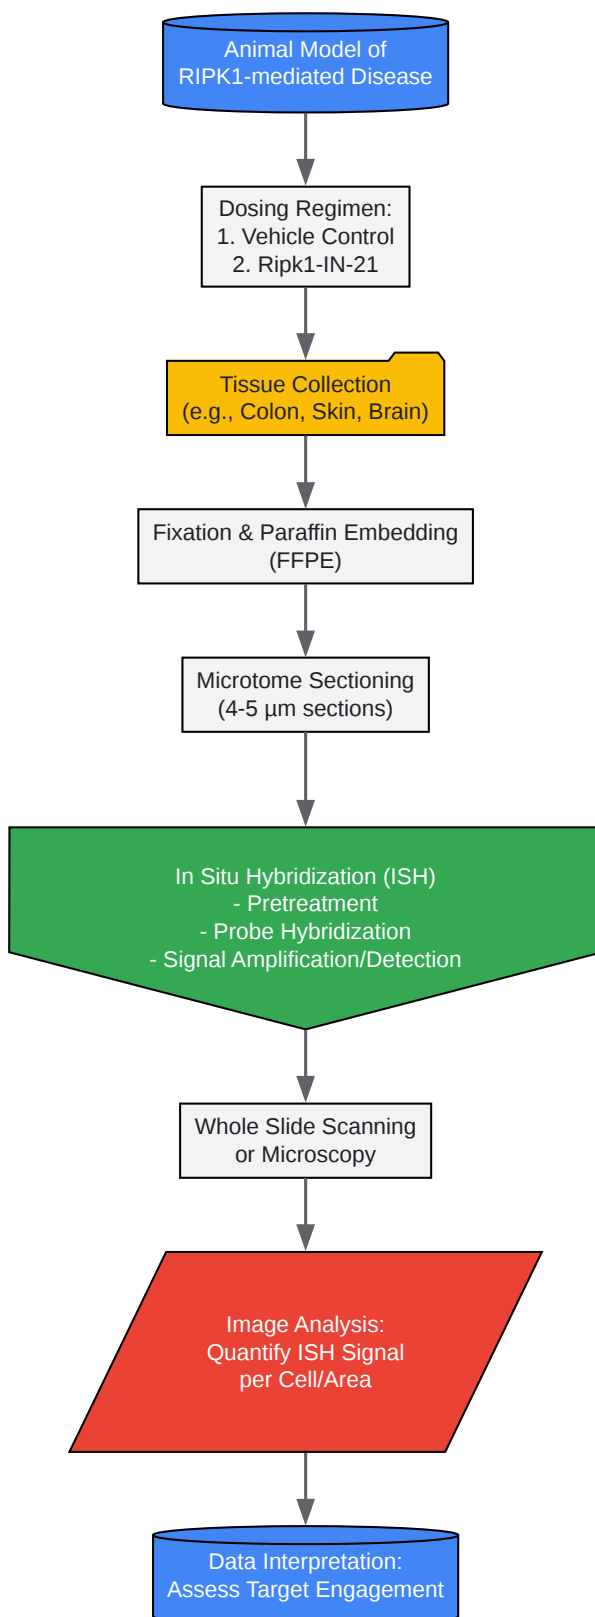 Animal Model of
RIPK1-mediated Disease
Dosing Regimen:
1. Vehicle Control
2. Ripk1-IN-21
Tissue Collection
(e.g., Colon, Skin, Brain)
Fixation & Paraffin Embedding
(FFPE)
Microtome Sectioning
(4-5 µm sections)
In Situ Hybridization (ISH)
- Pretreatment
- Probe Hybridization
- Signal Amplification/Detection
Whole Slide Scanning
or Microscopy
Image Analysis:
Quantify ISH Signal
per Cell/Area
Data Interpretation:
Assess Target Engagement